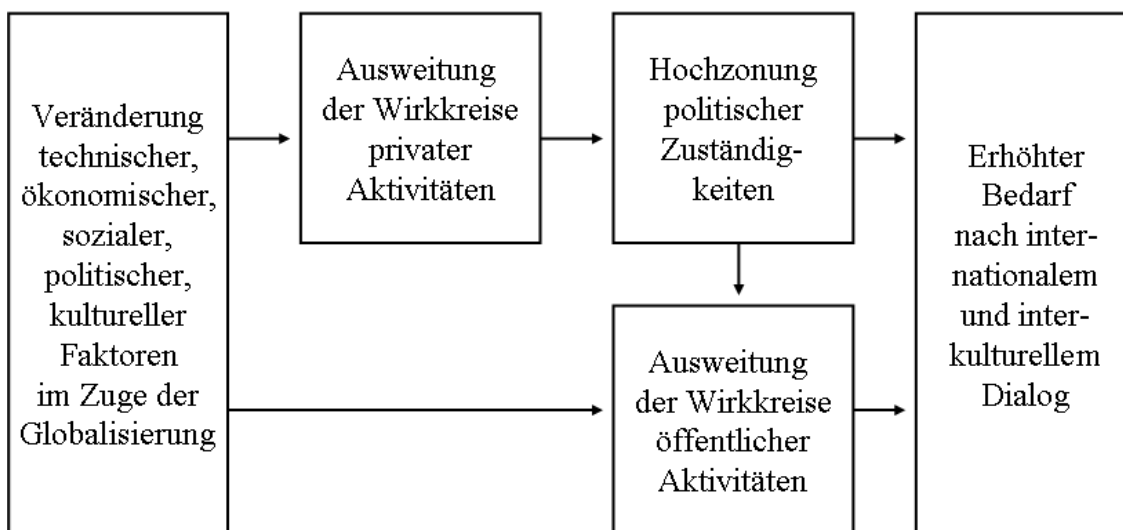 Veränderung
technischer,
ökonomischer,
sozialer,
politischer,
kultureller
Faktoren
im Zuge der
Globalisierung
Ausweitung
der Wirkkreise
privater
Aktivitäten
Hochzonung
politischer
Zuständig-
keiten
Ausweitung
der Wirkkreise
öffentlicher
Aktivitäten
Erhöhter
Bedarf
nach inter-
nationalem
und inter-
kulturellem
Dialog